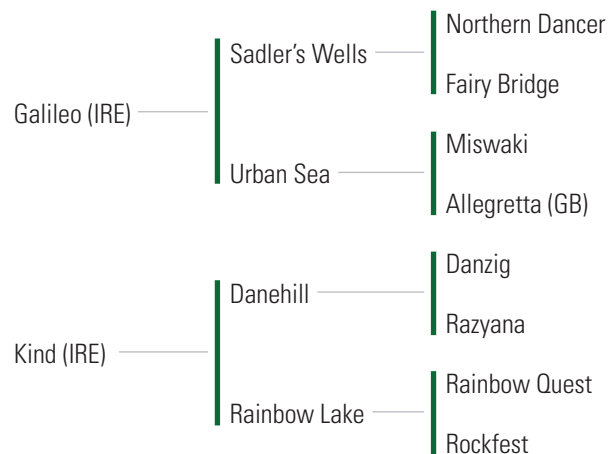 Northern Dancer
Sadler’s Wells
Fairy Bridge
Galileo (IRE)
Miswaki
Urban Sea
Allegretta (GB)
Danzig
Danehill
Razyana
Kind (IRE)
Rainbow Quest
Rainbow Lake
Rockfest